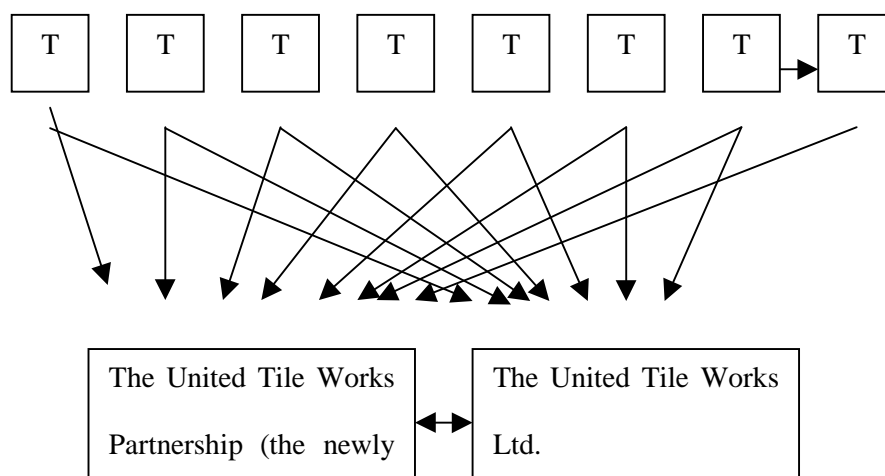 T T T T T T T T
The United Tile Works
Partnership (the newly
The United Tile Works
Ltd.